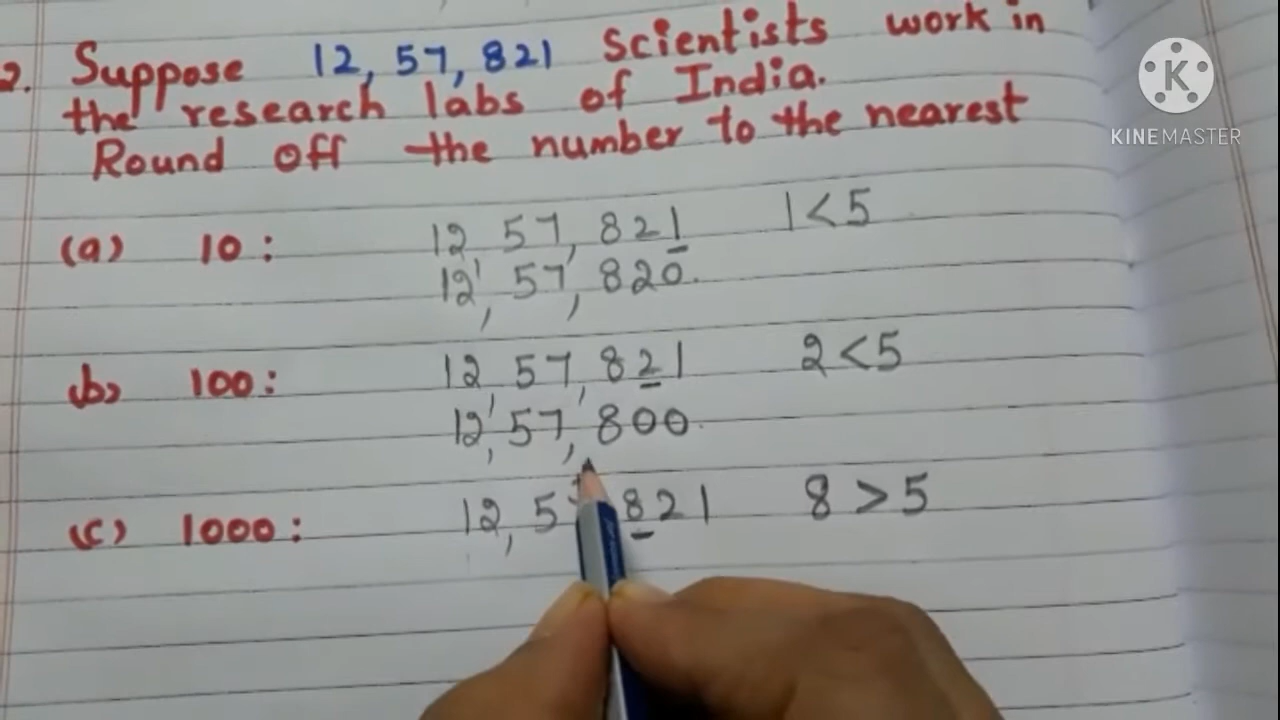 2. Suppose 12, 57, 821 Scientists work in
the research labs of India.
Round off the number to the nearest
(a) 10: 12, 57, 821 1 < 5
12, 57, 820.
(b) 100: 12, 57, 821 2 < 5
12, 57, 800.
(c) 1000: 12, 5 821 8 > 5
K
KINEMASTER